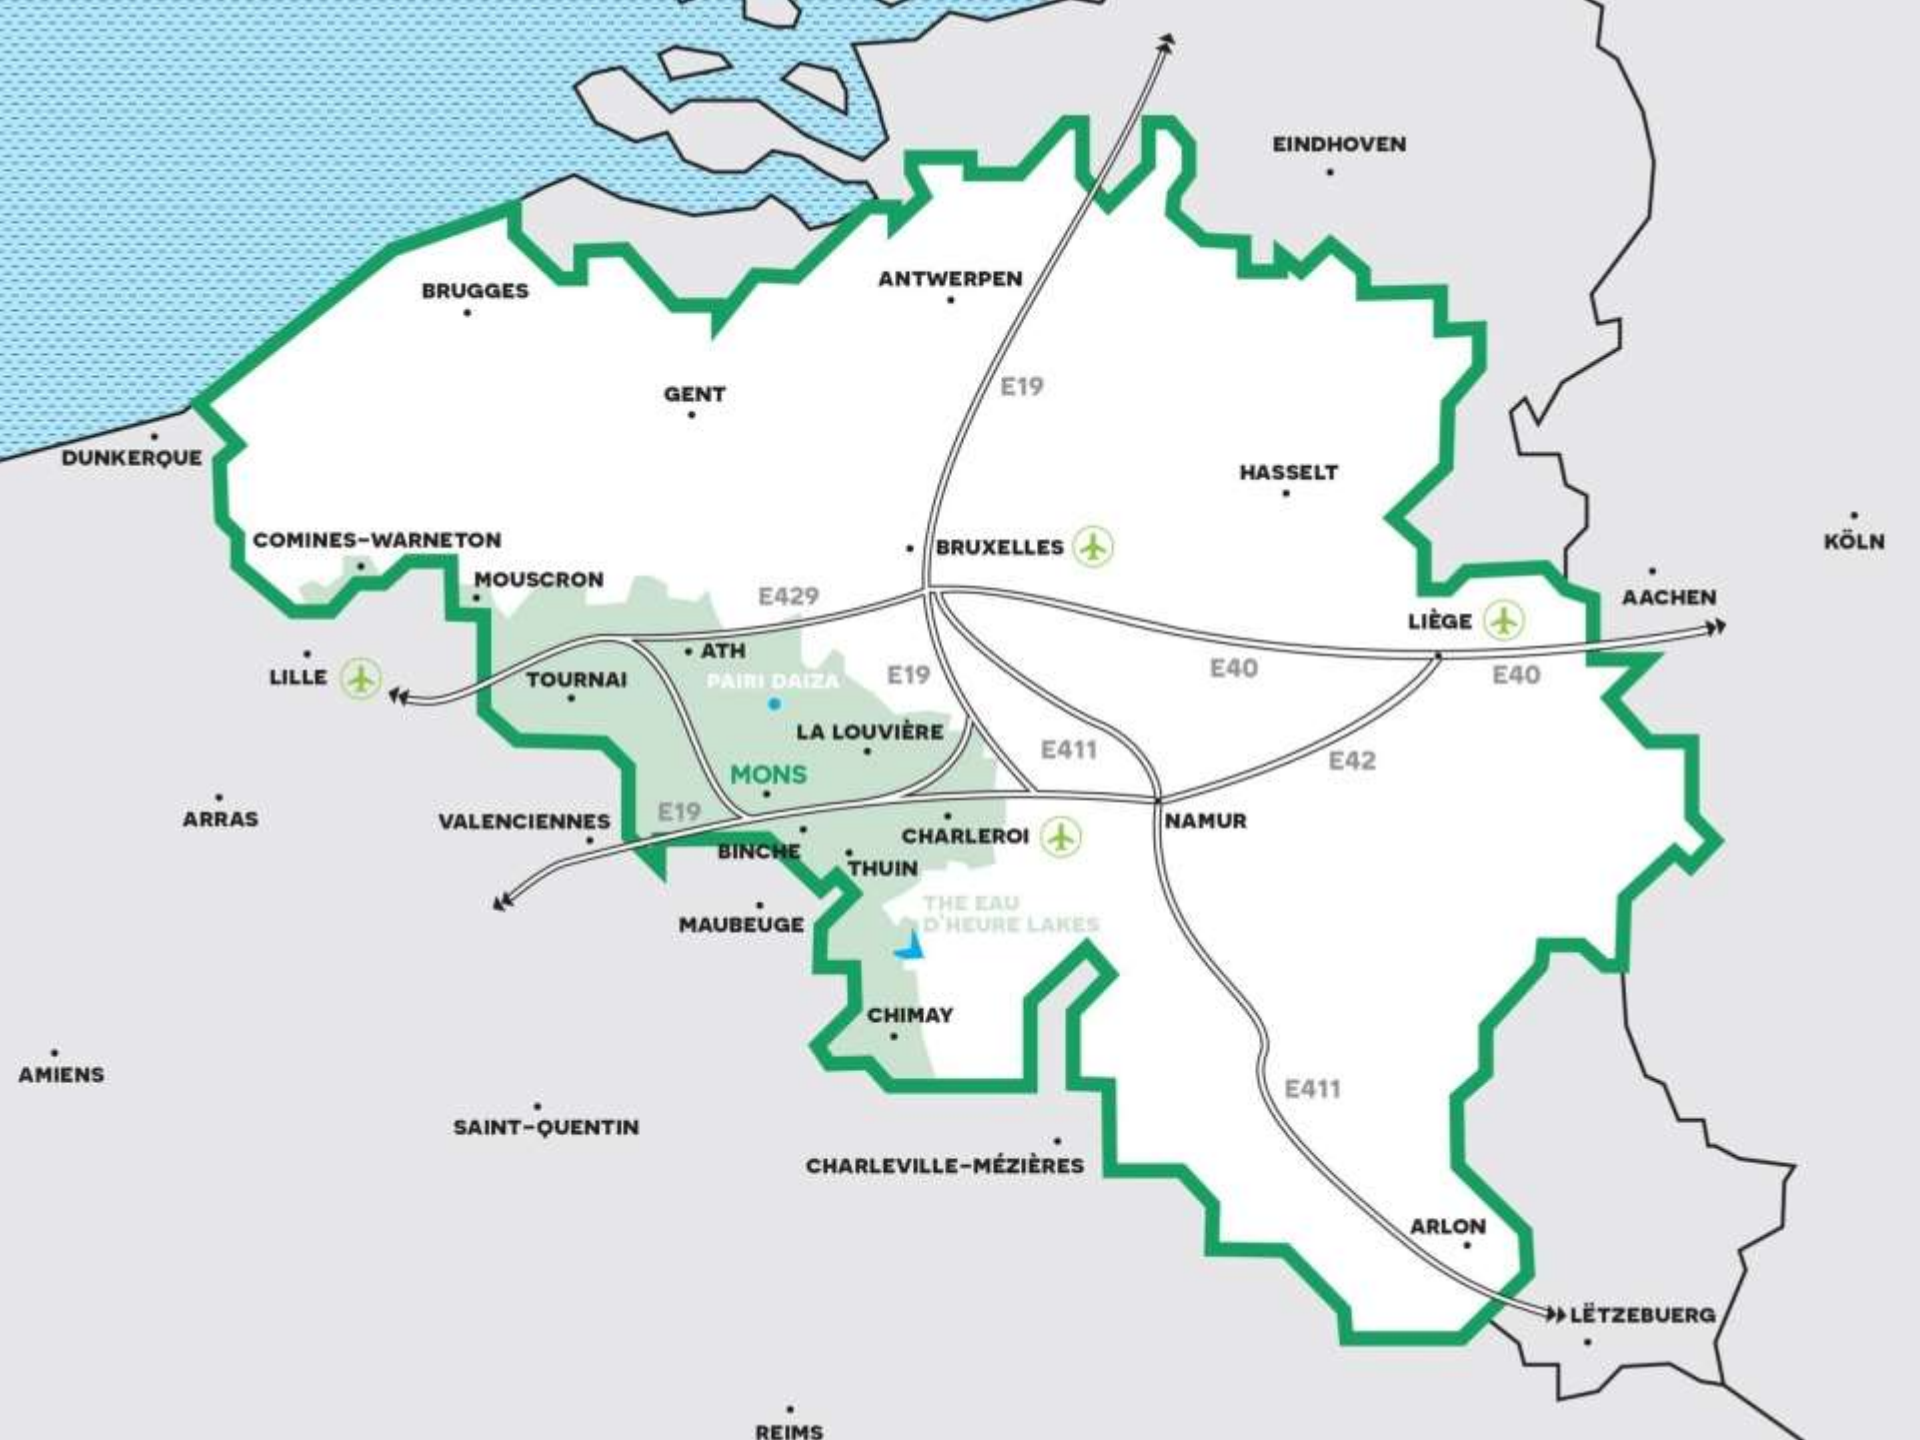 EINDHOVEN
ANTWERPEN
BRUGGES
E19
GENT
DUNKERQUE
HASSELT
COMINES-WARNETON
BRUXELLES
KÖLN
MOUSCRON
E429
AACHEN
LIÈGE
ATH
LILLE
TOURNAI
PAIRI DAIZA
E19
E40
E40
LA LOUVIÈRE
E411
E42
MONS
E19
ARRAS
VALENCIENNES
NAMUR
CHARLEROI
BINCHE
THUIN
THE EAU
D'HEURE LAKES
MAUBEUGE
CHIMAY
AMIENS
E411
SAINT-QUENTIN
CHARLEVILLE-MÉZIÈRES
ARLON
LËTZEBUERG
REIMS